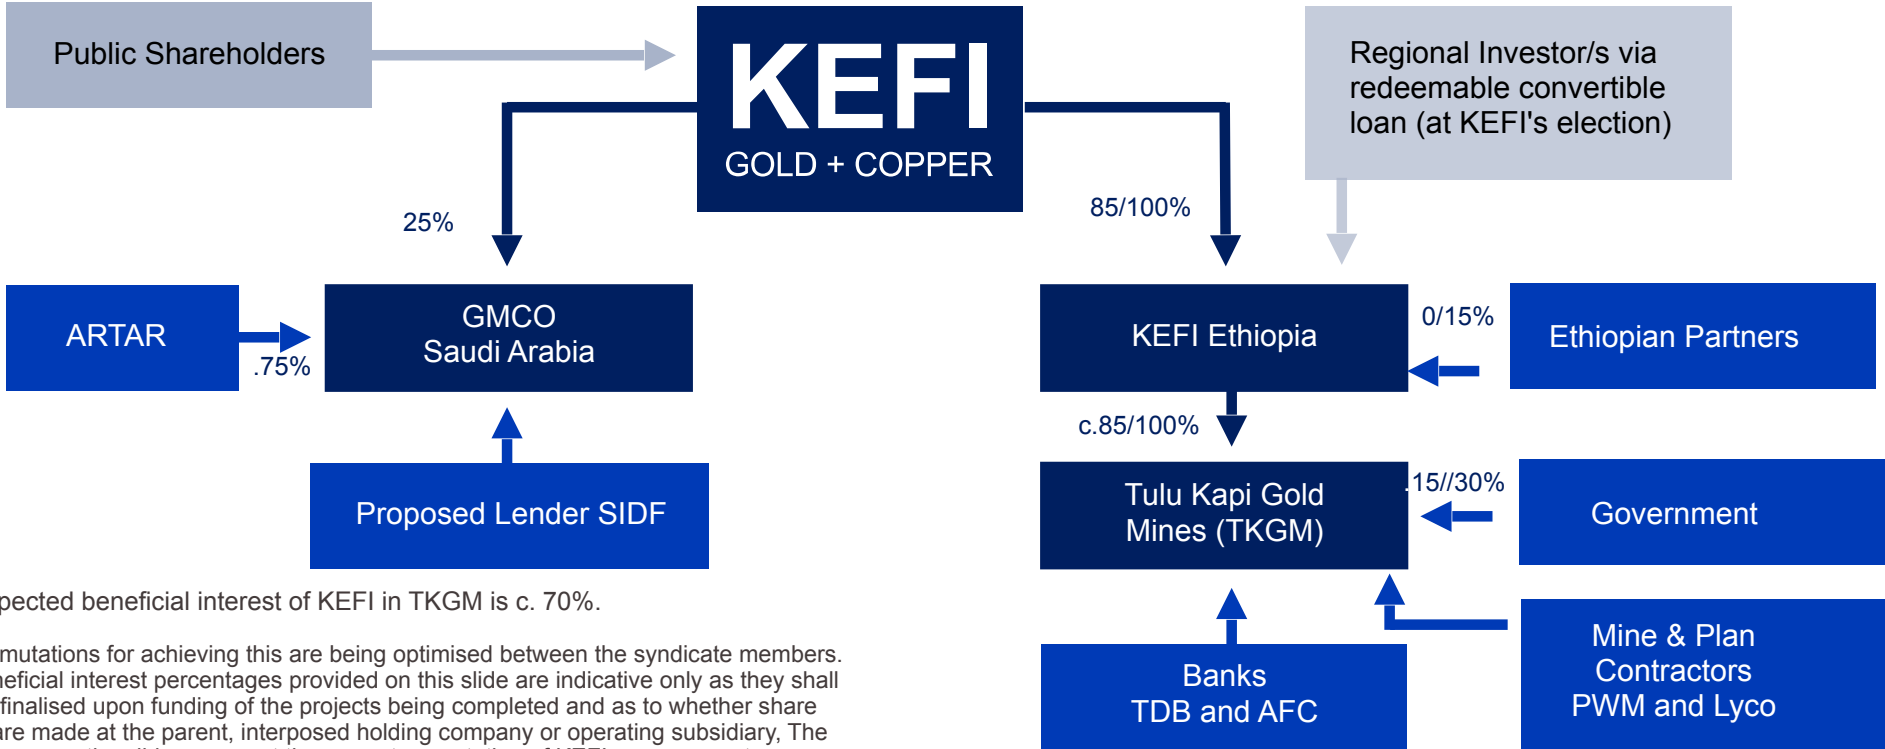 Public Shareholders
KEFI
GOLD + COPPER
Regional Investor/s via
redeemable convertible
loan (at KEFI's election)
25%
85/100%
ARTAR
.75%
GMCO
Saudi Arabia
KEFI Ethiopia
0/15%
Ethiopian Partners
c.85/100%
Proposed Lender SIDF
Tulu Kapi Gold
Mines (TKGM)
.15//30%
Government
pected beneficial interest of KEFI in TKGM is c. 70%.
mutations for achieving this are being optimised between the syndicate members.
neficial interest percentages provided on this slide are indicative only as they shall
finalised upon funding of the projects being completed and as to whether share
are made at the parent, interposed holding company or operating subsidiary, The
Banks
TDB and AFC
Mine & Plan
Contractors
PWM and Lyco